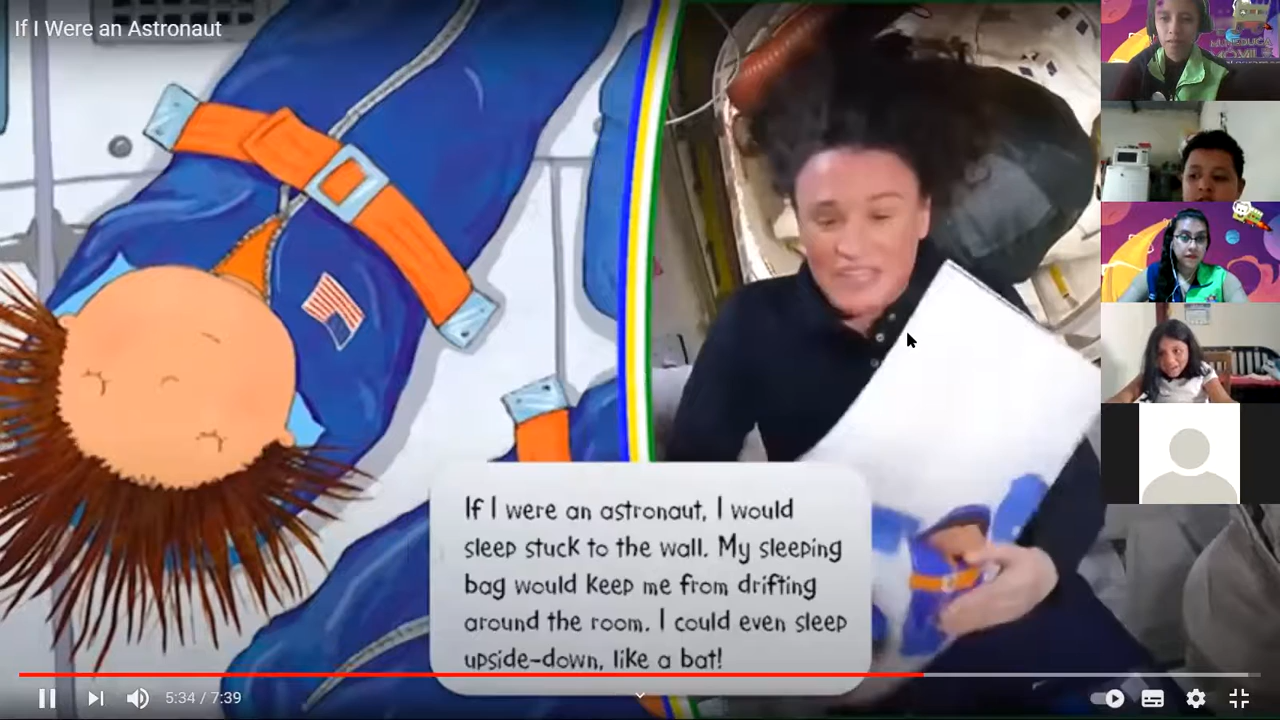 If I Were an Astronaut
If I were an astronaut, I would
sleep stuck to the wall. My sleeping
bag would keep me from drifting
around the room. I could even sleep
upside-down, like a bat!
5:34 / 7:39